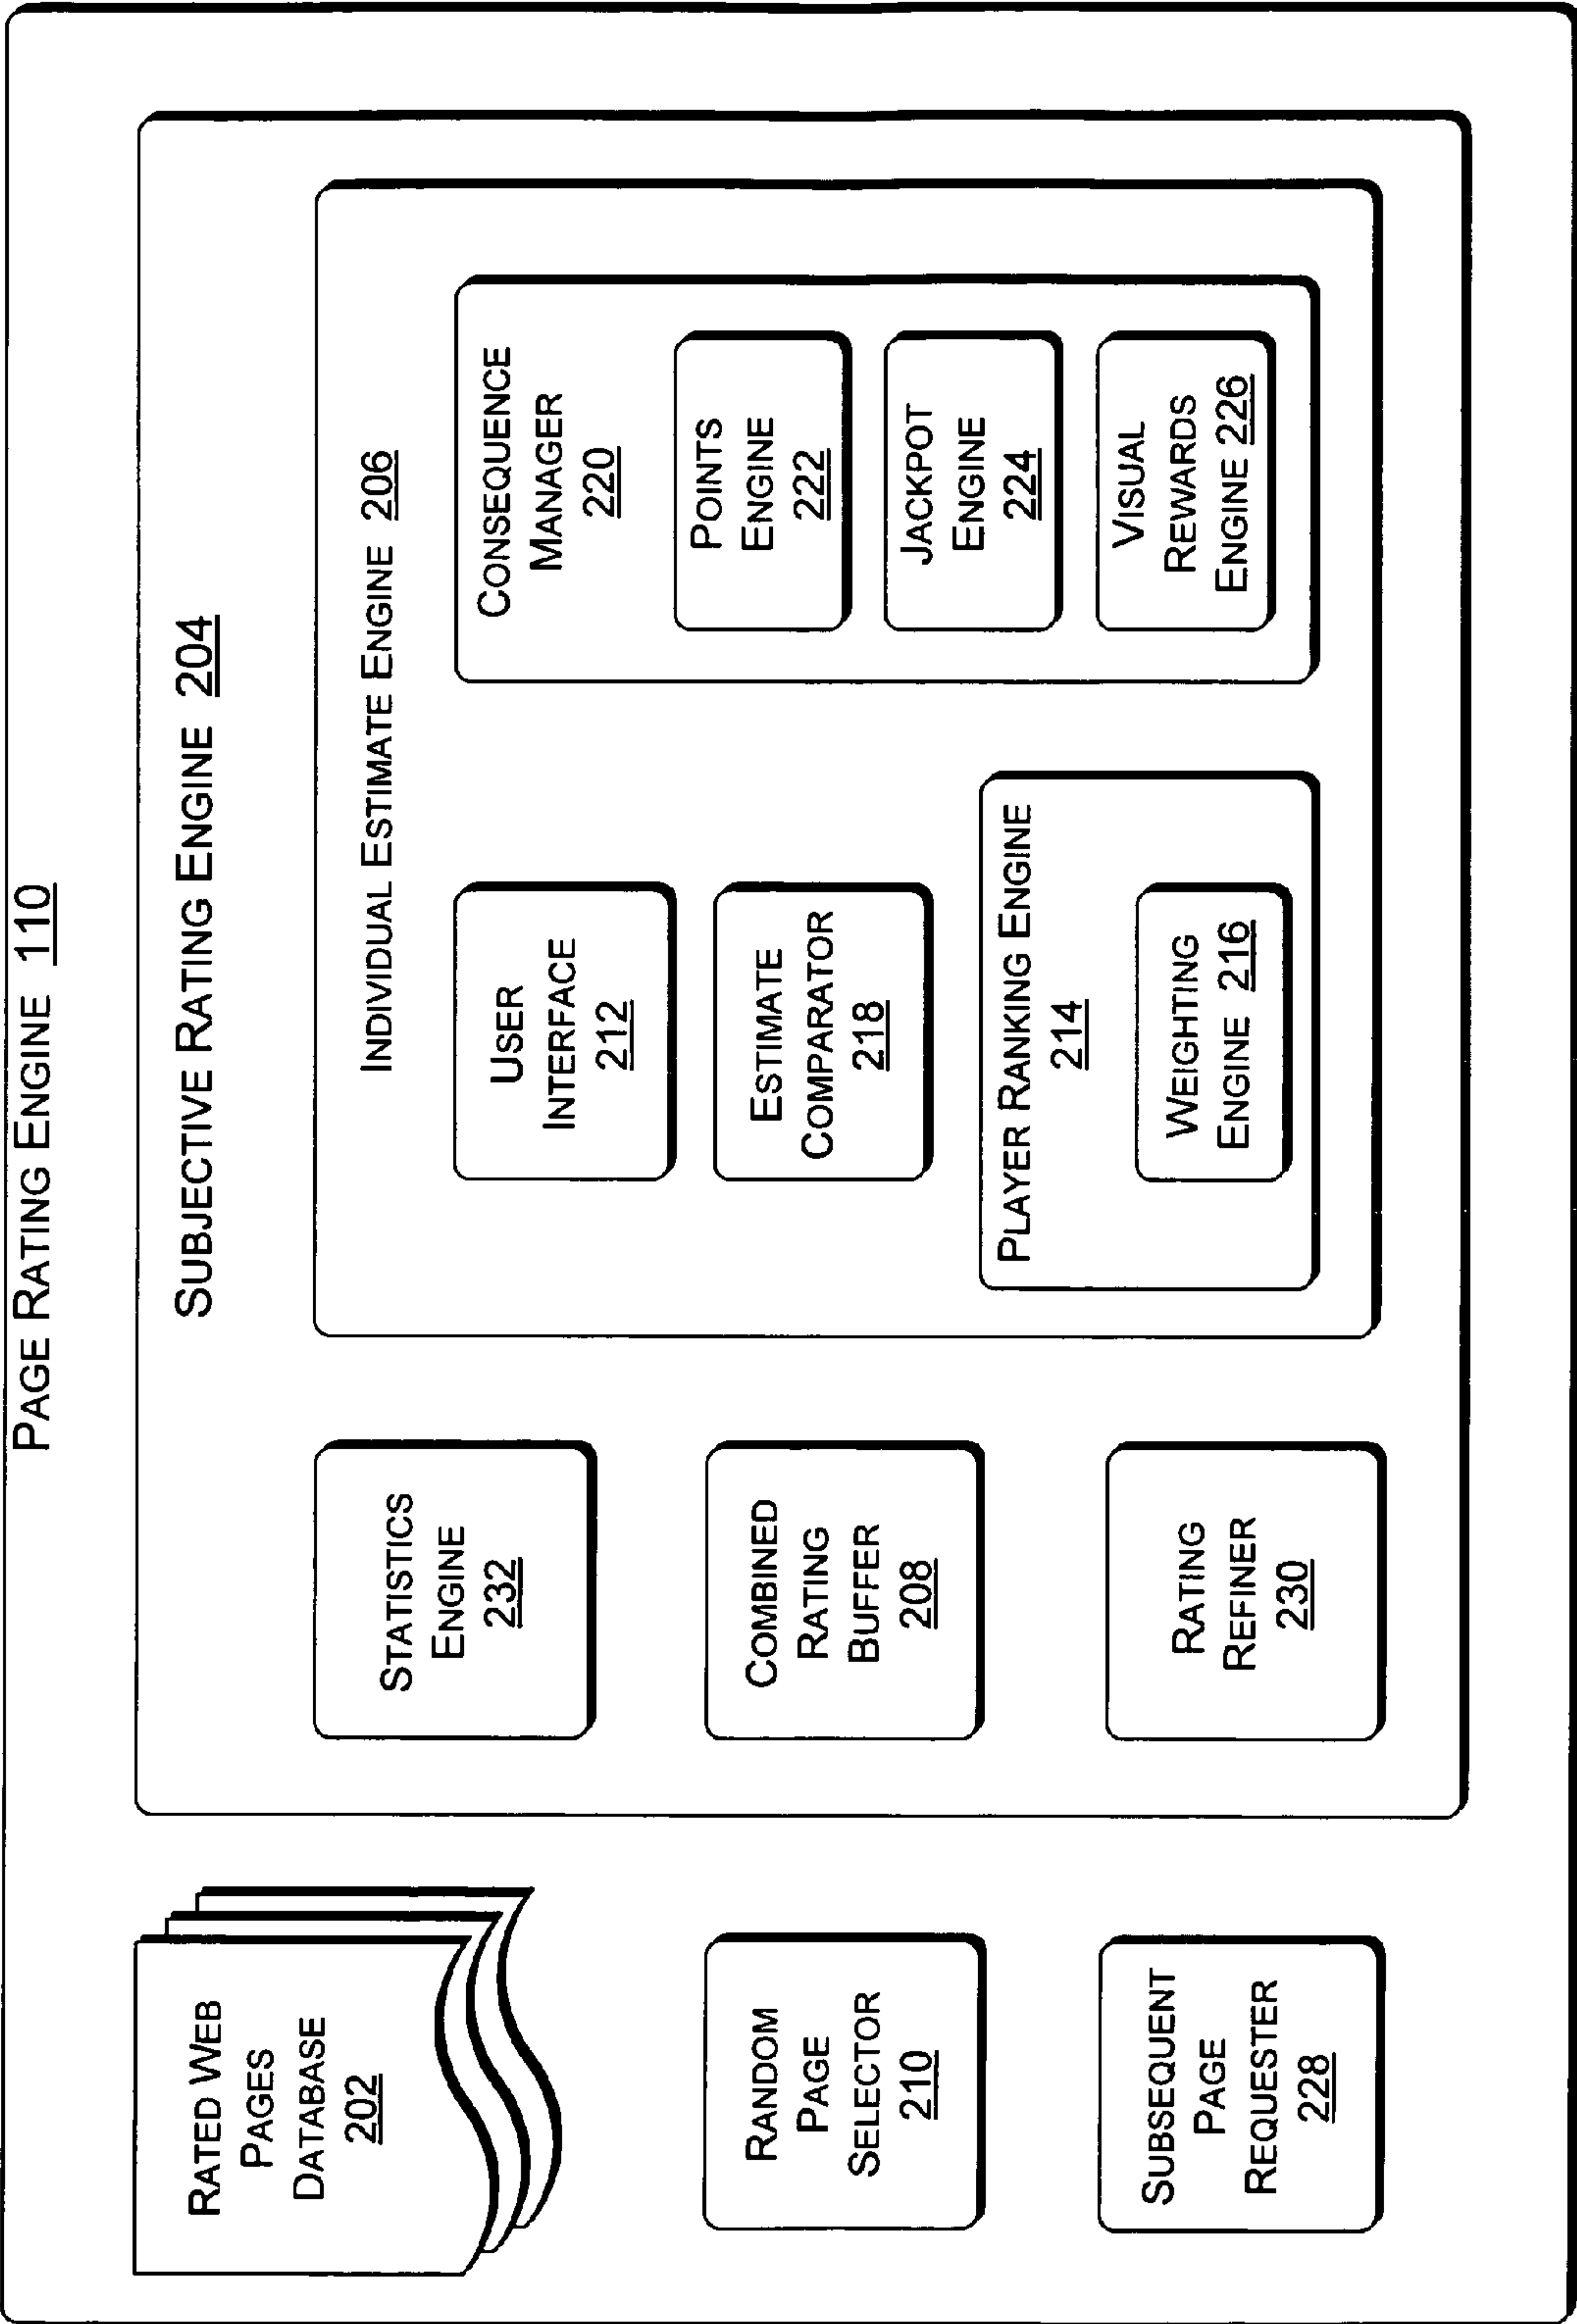 PAGE RATING ENGINE 110
RATED WEB
PAGES
DATABASE
202
RANDOM
PAGE
SELECTOR
210
SUBSEQUENT
PAGE
REQUESTER
228
SUBJECTIVE RATING ENGINE 204
STATISTICS
ENGINE
232
COMBINED
RATING
BUFFER
208
RATING
REFINER
230
INDIVIDUAL ESTIMATE ENGINE 206
USER
INTERFACE
212
ESTIMATE
COMPARATOR
218
PLAYER RANKING ENGINE
214
WEIGHTING
ENGINE 216
CONSEQUENCE
MANAGER
220
POINTS
ENGINE
222
JACKPOT
ENGINE
224
VISUAL
REWARDS
ENGINE 226